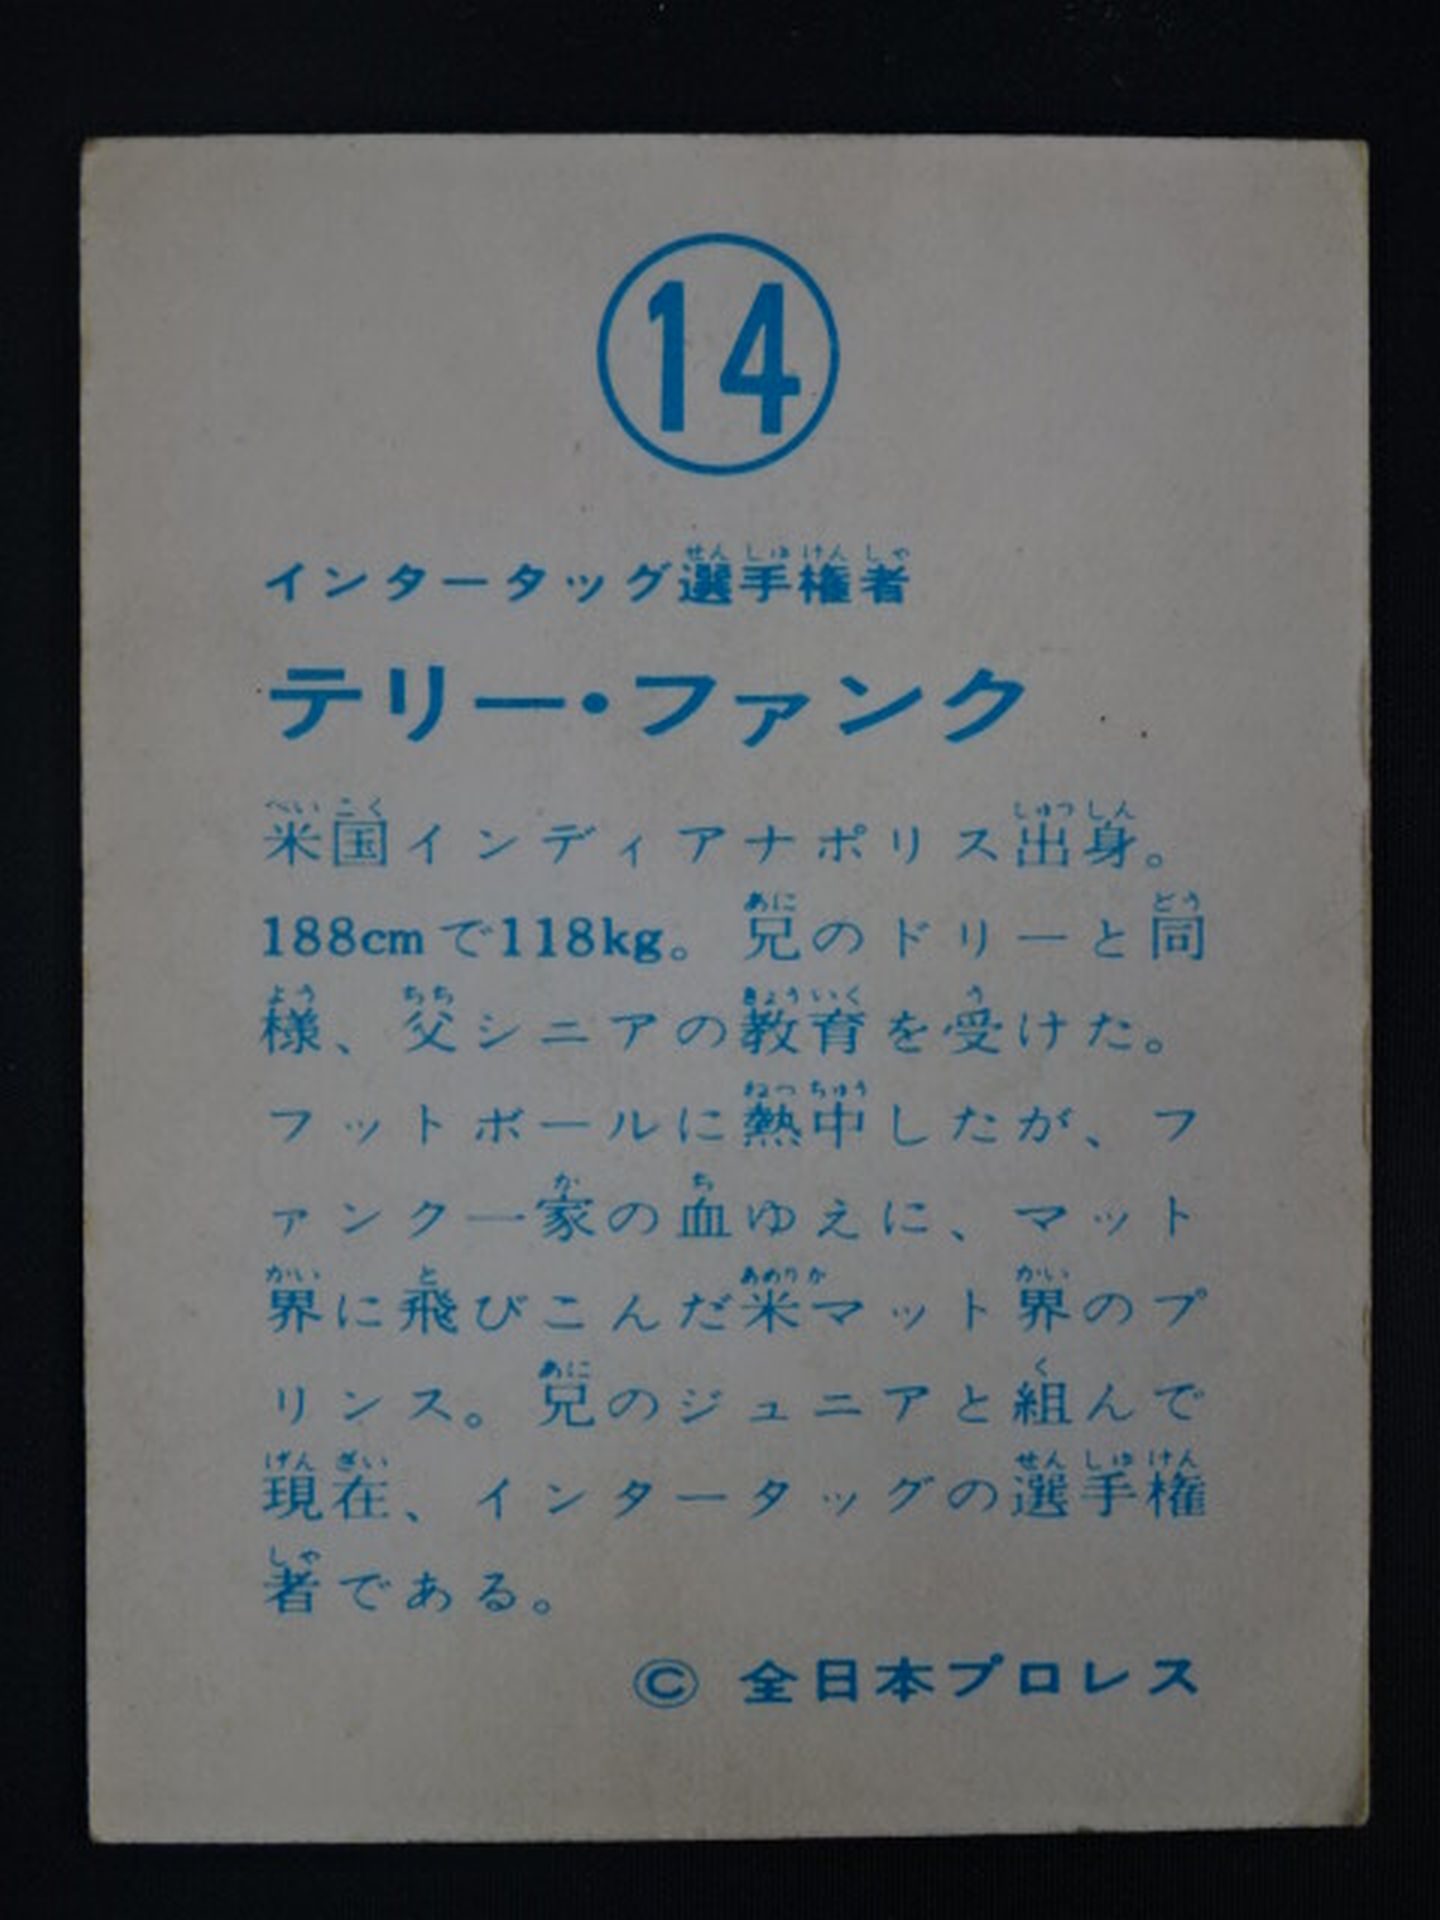 14
インタータッグ選手権者
テリー・ファンク
米国インディアナポリス出身。
188cmで118kg。兄のドリーと同
様、父シニアの教育を受けた。
フットボールに熱中したが、フ
ァンク一家の血ゆえに、マット
界に飛びこんだ米マット界のプ
リンス。兄のジュニアと組んで
現在、インタータッグの選手権
者である。
© 全日本プロレス